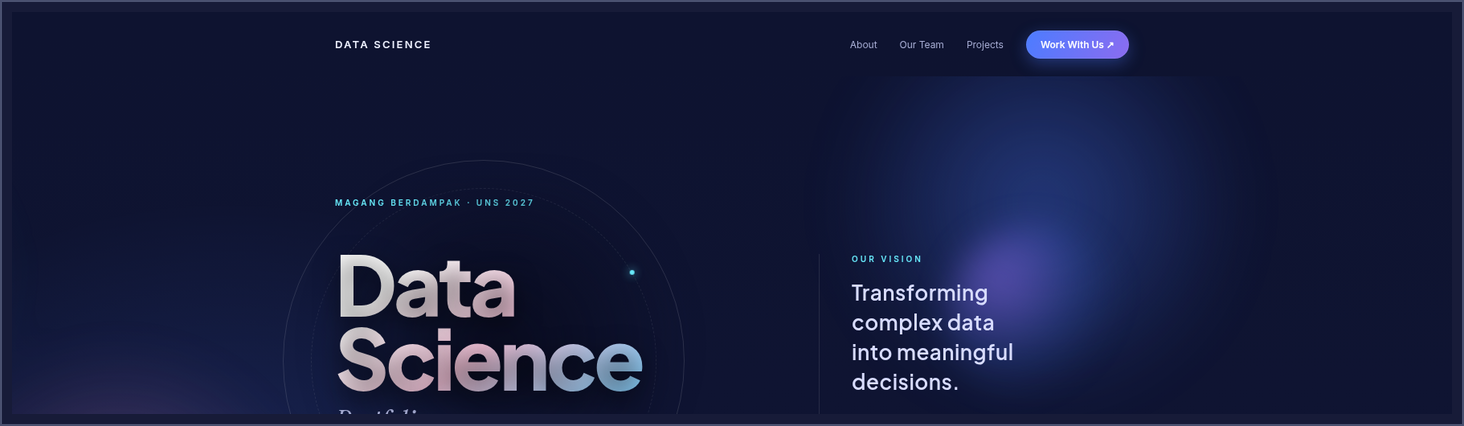 DATA SCIENCE
About
Our Team
Projects
Work With Us ↗
MAGANG BERDAMPAK · UNS 2027
Data
Science
OUR VISION
Transforming
complex data
into meaningful
decisions.